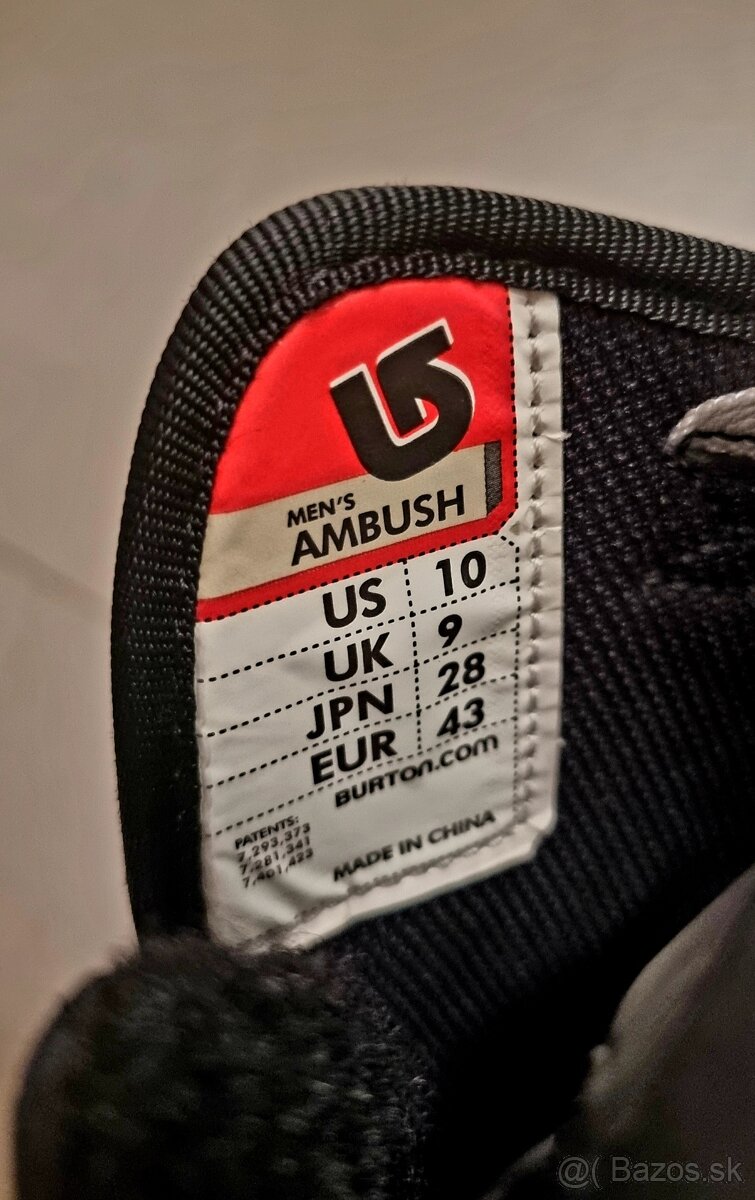 MEN'S
AMBUSH
US 10
UK 9
JPN 28
EUR 43
BURTON.COM
PATENTS:
7,293,373
7,281,341
7,401,423
MADE IN CHINA
@( Bazos.sk